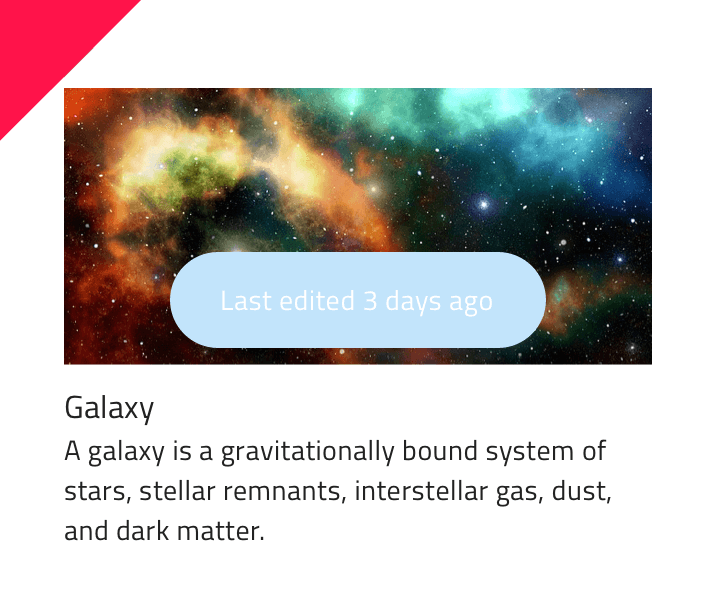 Last edited 3 days ago
Galaxy
A galaxy is a gravitationally bound system of
stars, stellar remnants, interstellar gas, dust,
and dark matter.